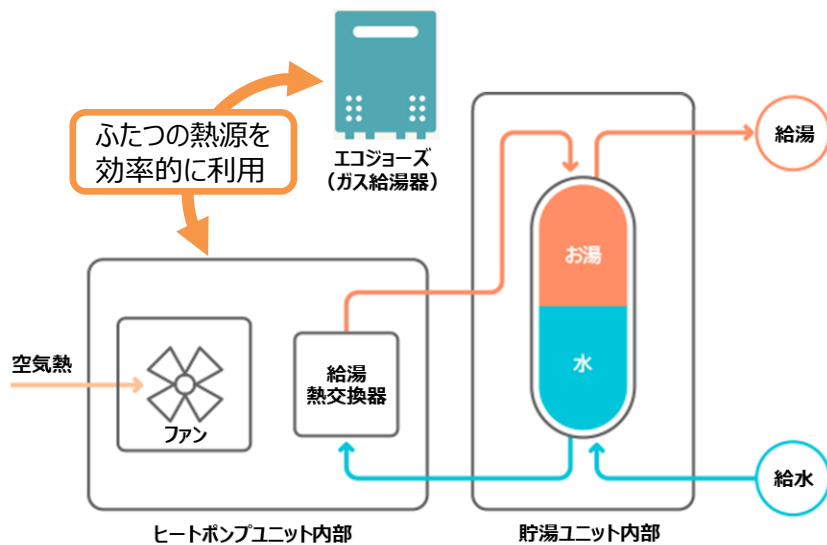 ふたつの熱源を
効率的に利用
エコジョーズ
（ガス給湯器）
給湯
お湯
水
空気熱
ファン
給湯
熱交換器
給水
ヒートポンプユニット内部
貯湯ユニット内部